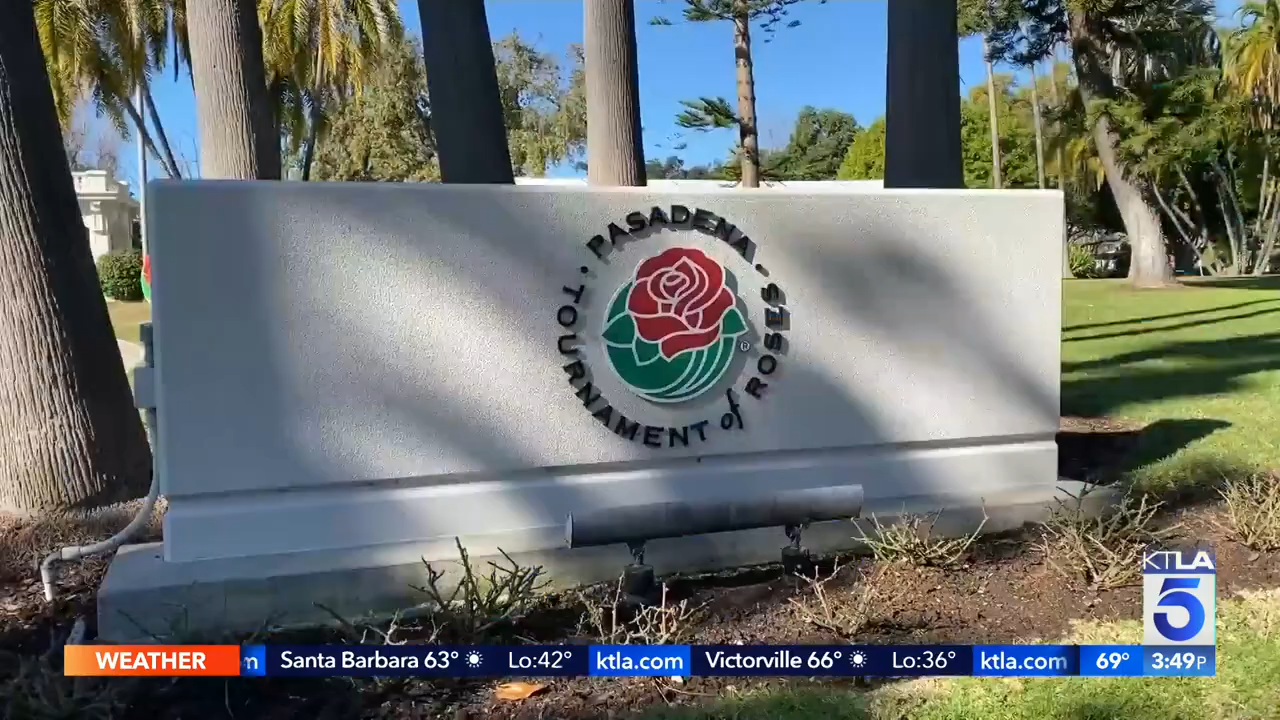 PASADENA
TOURNAMENT of ROSES
®
KTLA
5
WEATHER m Santa Barbara 63° Lo:42° ktla.com Victorville 66° Lo:36° ktla.com 69° 3:49P